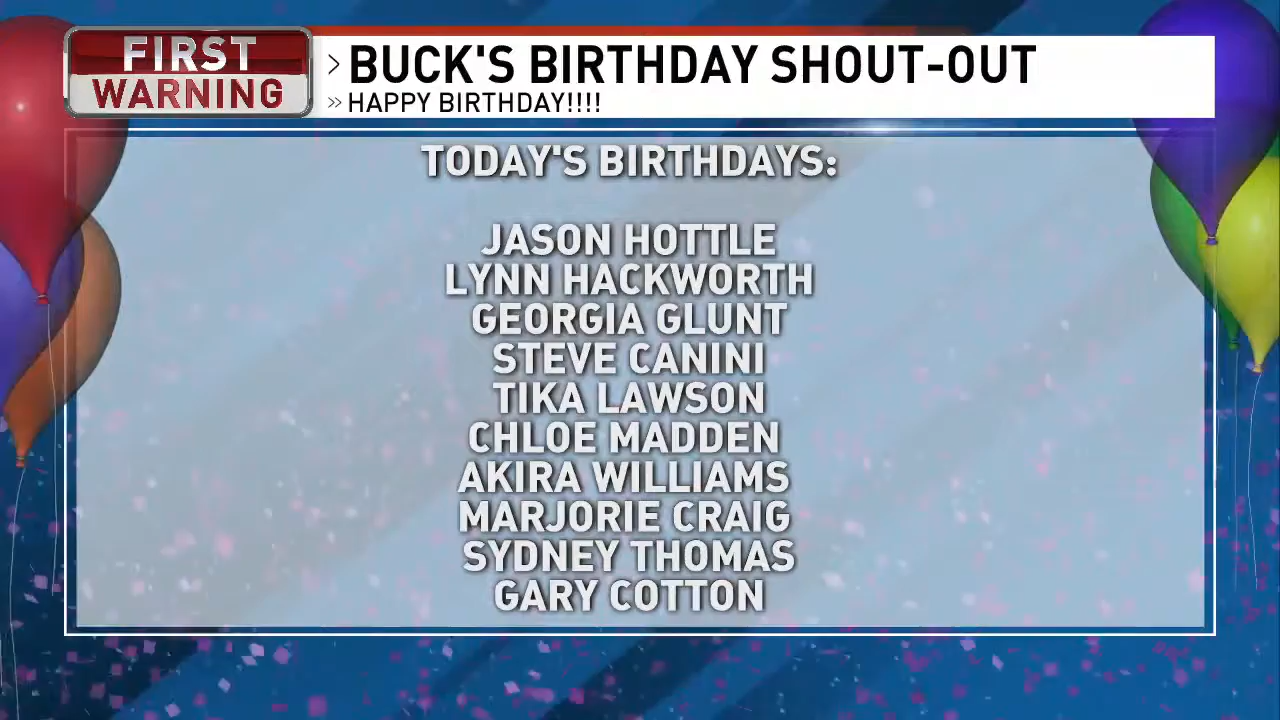 FIRST
WARNING
> BUCK'S BIRTHDAY SHOUT-OUT
>> HAPPY BIRTHDAY!!!!
TODAY'S BIRTHDAYS:
JASON HOTTLE
LYNN HACKWORTH
GEORGIA GLUNT
STEVE CANINI
TIKA LAWSON
CHLOE MADDEN
AKIRA WILLIAMS
MARJORIE CRAIG
SYDNEY THOMAS
GARY COTTON